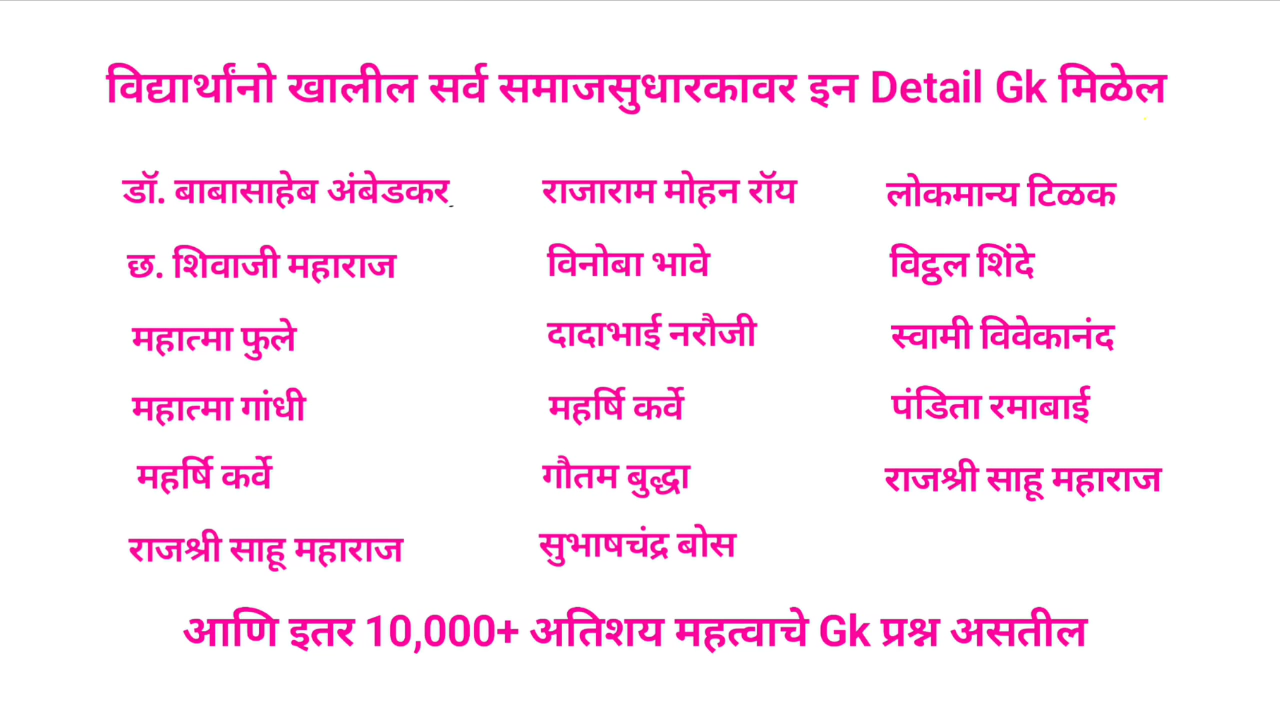 विद्यार्थांनो खालील सर्व समाजसुधारकावर इन Detail Gk मिळेल
डॉ. बाबासाहेब अंबेडकर राजाराम मोहन रॉय लोकमान्य टिळक
छ. शिवाजी महाराज विनोबा भावे विट्ठल शिंदे
महात्मा फुले दादाभाई नरौजी स्वामी विवेकानंद
महात्मा गांधी महर्षि कर्वे पंडिता रमाबाई
महर्षि कर्वे गौतम बुद्धा राजश्री साहू महाराज
राजश्री साहू महाराज सुभाषचंद्र बोस
आणि इतर 10,000+ अतिशय महत्वाचे Gk प्रश्न असतील